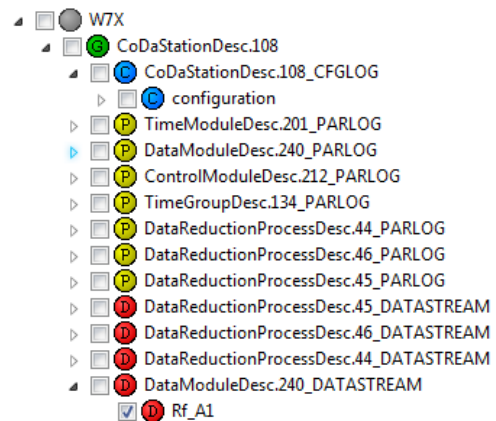 W7X
G CoDaStationDesc.108
C CoDaStationDesc.108_CFGLOG
C configuration
P TimeModuleDesc.201_PARLOG
P DataModuleDesc.240_PARLOG
P ControlModuleDesc.212_PARLOG
P TimeGroupDesc.134_PARLOG
P DataReductionProcessDesc.44_PARLOG
P DataReductionProcessDesc.46_PARLOG
P DataReductionProcessDesc.45_PARLOG
D DataReductionProcessDesc.45_DATASTREAM
D DataReductionProcessDesc.46_DATASTREAM
D DataReductionProcessDesc.44_DATASTREAM
D DataModuleDesc.240_DATASTREAM
D Rf_A1